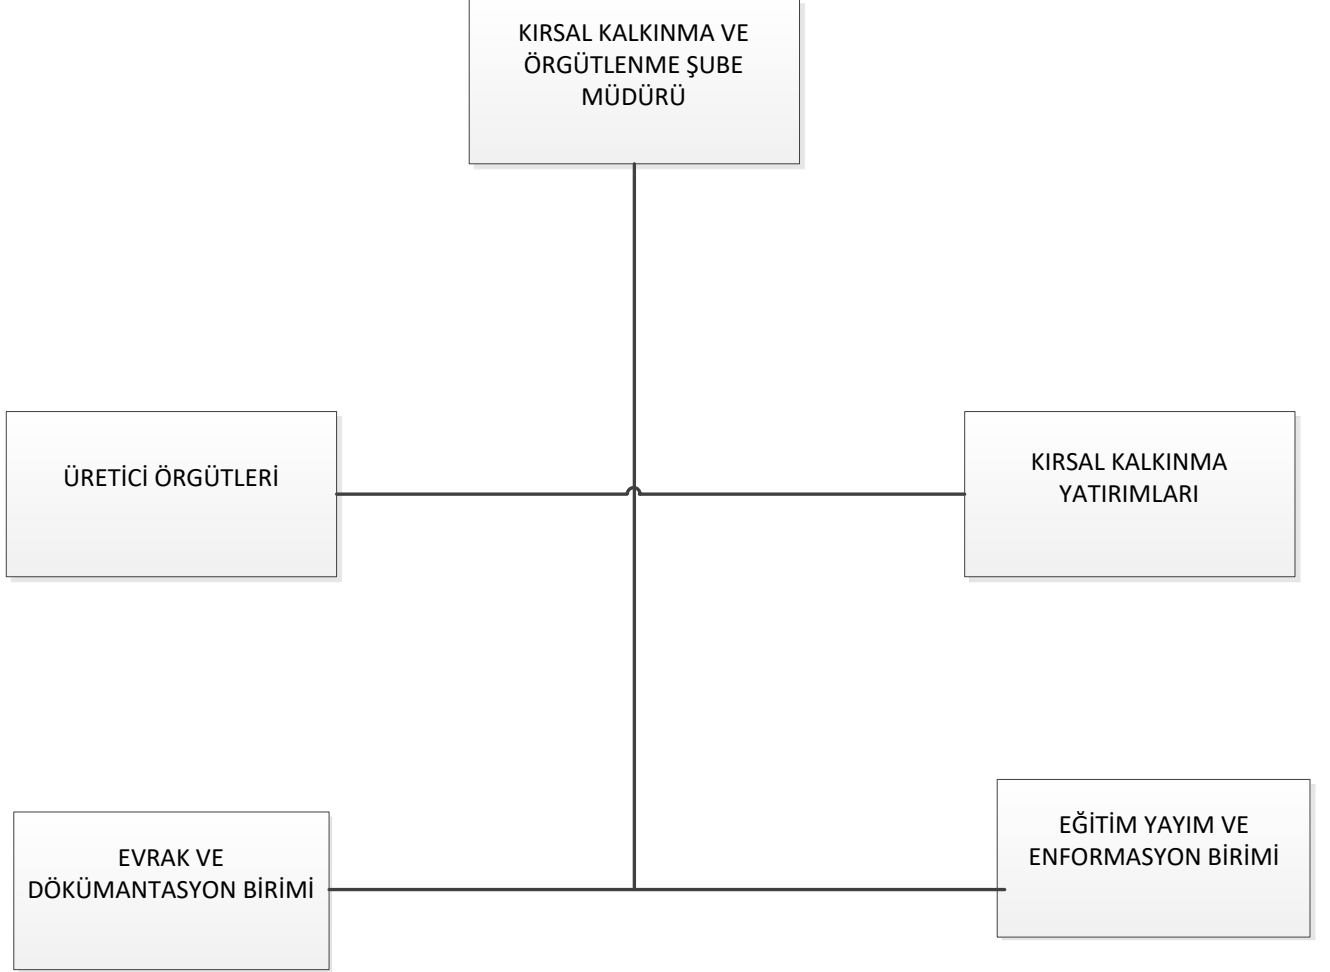 KIRSAL KALKINMA VE
ÖRGÜTLENME ŞUBE
MÜDÜRÜ
ÜRETİCİ ÖRGÜTLERİ
KIRSAL KALKINMA
YATIRIMLARI
EVRAK VE
DÖKÜMANTASYON BİRİMİ
EĞİTİM YAYIM VE
ENFORMASYON BİRİMİ